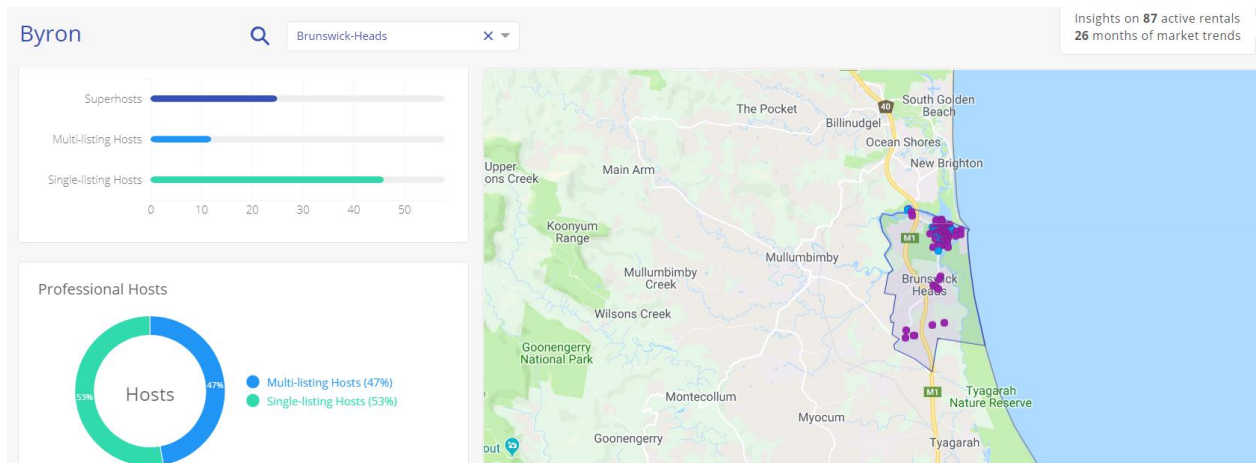 Byron
Brunswick-Heads
Insights on 87 active rentals
26 months of market trends
Superhosts
Multi-listing Hosts
Single-listing Hosts
0 10 20 30 40 50
Professional Hosts
Hosts
47%
53%
Multi-listing Hosts (47%)
Single-listing Hosts (53%)
The Pocket
40
South Golden
Beach
Billinudgel
Ocean Shores
New Brighton
Upper
ons Creek
Main Arm
Koonyum
Range
M1
Mullumbimby
Mullumbimby
Creek
Brunswick
Heads
Wilsons Creek
Goonengerry
National Park
Montecollum
M1
Tyagarah
Nature Reserve
Myocum
Goonengerry
Tyagarah
out